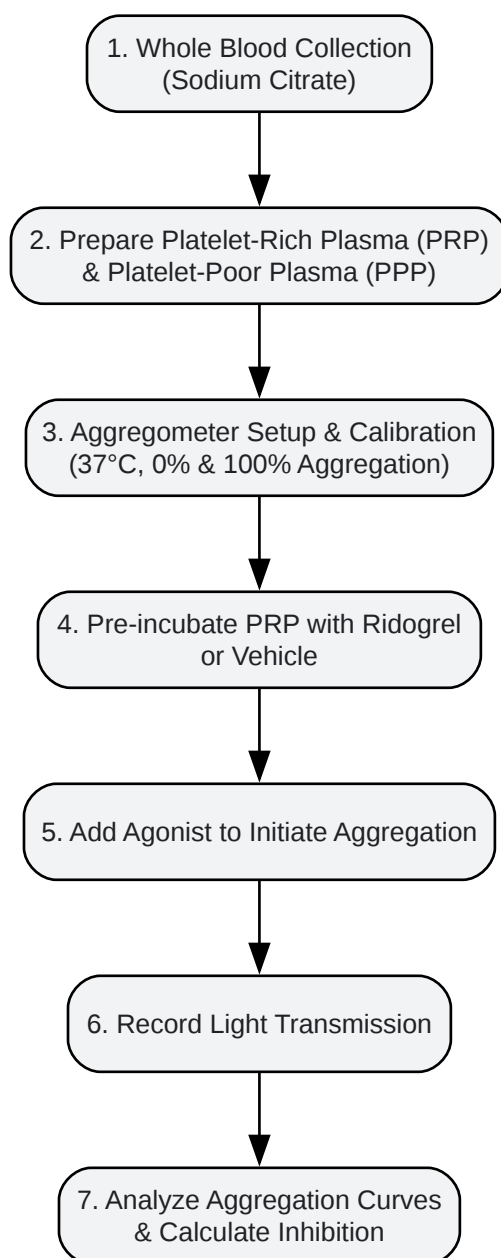 1. Whole Blood Collection
(Sodium Citrate)
2. Prepare Platelet-Rich Plasma (PRP)
& Platelet-Poor Plasma (PPP)
3. Aggregometer Setup & Calibration
(37°C, 0% & 100% Aggregation)
4. Pre-incubate PRP with Ridogrel
or Vehicle
5. Add Agonist to Initiate Aggregation
6. Record Light Transmission
7. Analyze Aggregation Curves
& Calculate Inhibition